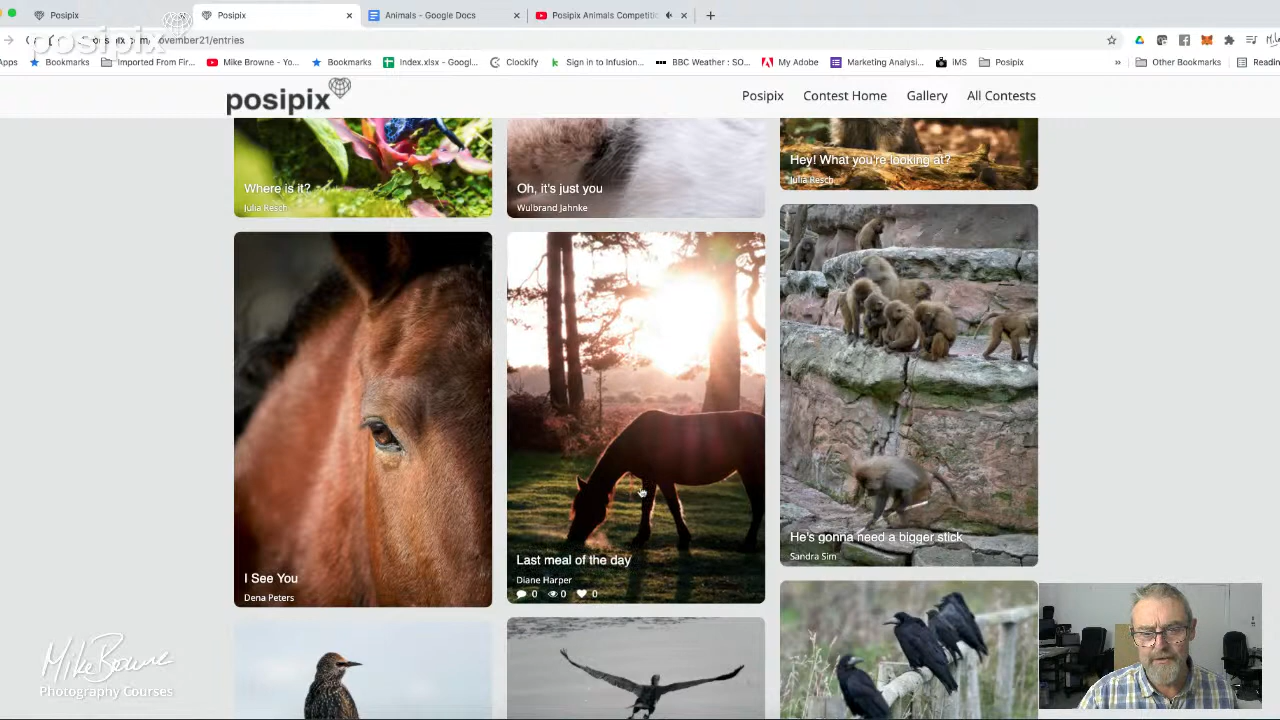 Posipix
Posipix
Animals - Google Docs
Posipix Animals Competitio
posipix
vember21/entries
Apps
Bookmarks
Imported From Fir...
Mike Browne - Yo...
Bookmarks
Index.xlsx - Googl...
Clockify
Sign in to Infusion...
BBC Weather : SO...
My Adobe
Marketing Analysi...
iMS
Posipix
»
Other Bookmarks
Readin
posipix
Posipix
Contest Home
Gallery
All Contests
Where is it?
Julia Resch
Oh, it's just you
Wulbrand Jahnke
Hey! What you're looking at?
Julia Resch
I See You
Dena Peters
Last meal of the day
Diane Harper
0 0 0
He's gonna need a bigger stick
Sandra Sim
Mike Browne
Photography Courses